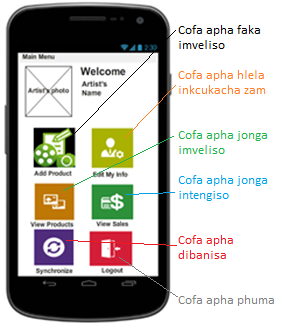 2:30
Main Menu
Artist's photo
Welcome
Artist's
Name
Add Product
Edit My Info
View Products
View Sales
Synchronize
Logout
Cofa apha faka
imveliso
Cofa apha hlela
inkcukacha zam
Cofa apha jonga
imveliso
Cofa apha jonga
intengiso
Cofa apha
dibanisa
Cofa apha phuma